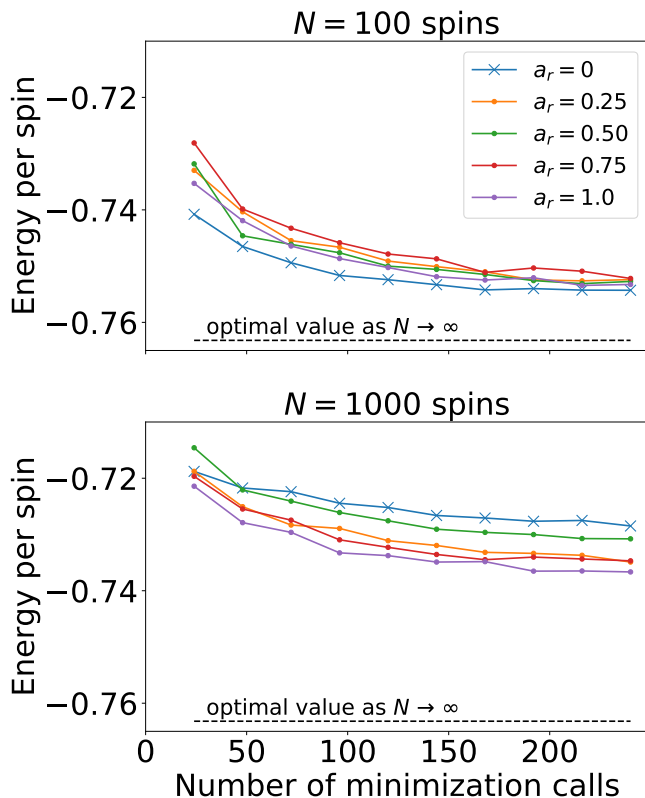 N = 100 spins
−0.72
−0.74
−0.76
Energy per spin
a_r = 0
a_r = 0.25
a_r = 0.50
a_r = 0.75
a_r = 1.0
optimal value as N → ∞
N = 1000 spins
−0.72
−0.74
−0.76
Energy per spin
optimal value as N → ∞
0 50 100 150 200
Number of minimization calls